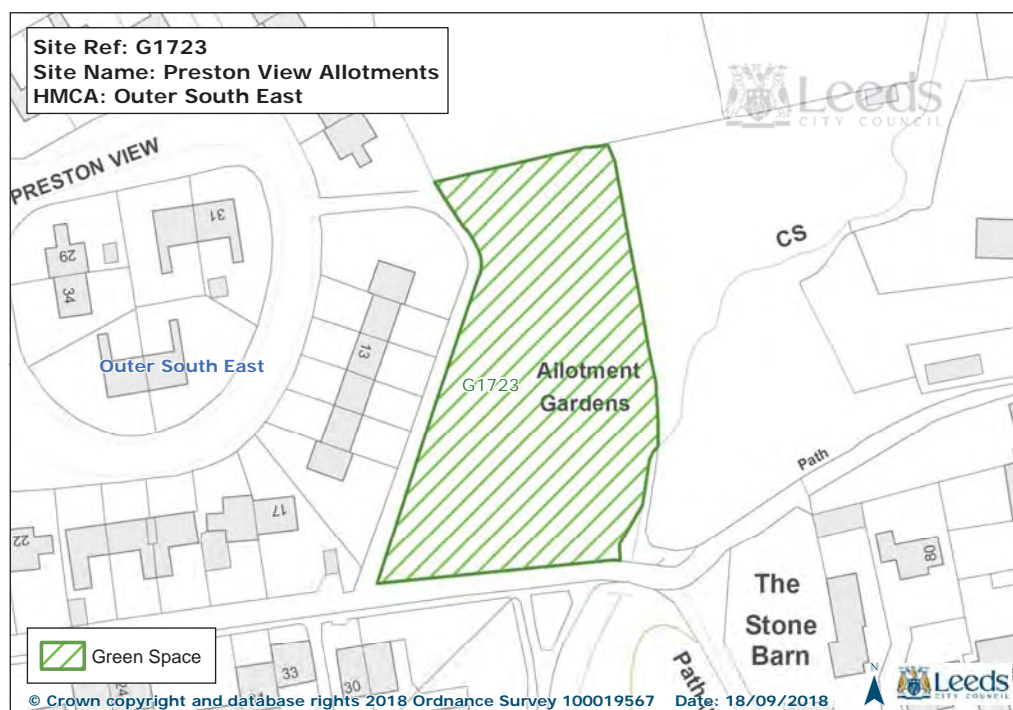 Site Ref: G1723
Site Name: Preston View Allotments
HMCA: Outer South East
Leeds
CITY COUNCIL
PRESTON VIEW
31
29
34
CS
13
Outer South East
G1723
Allotment
Gardens
Path
17
22
80
The
Stone
Barn
Green Space
33
30
24
Path
N
Leeds
CITY COUNCIL
© Crown copyright and database rights 2018 Ordnance Survey 100019567 Date: 18/09/2018